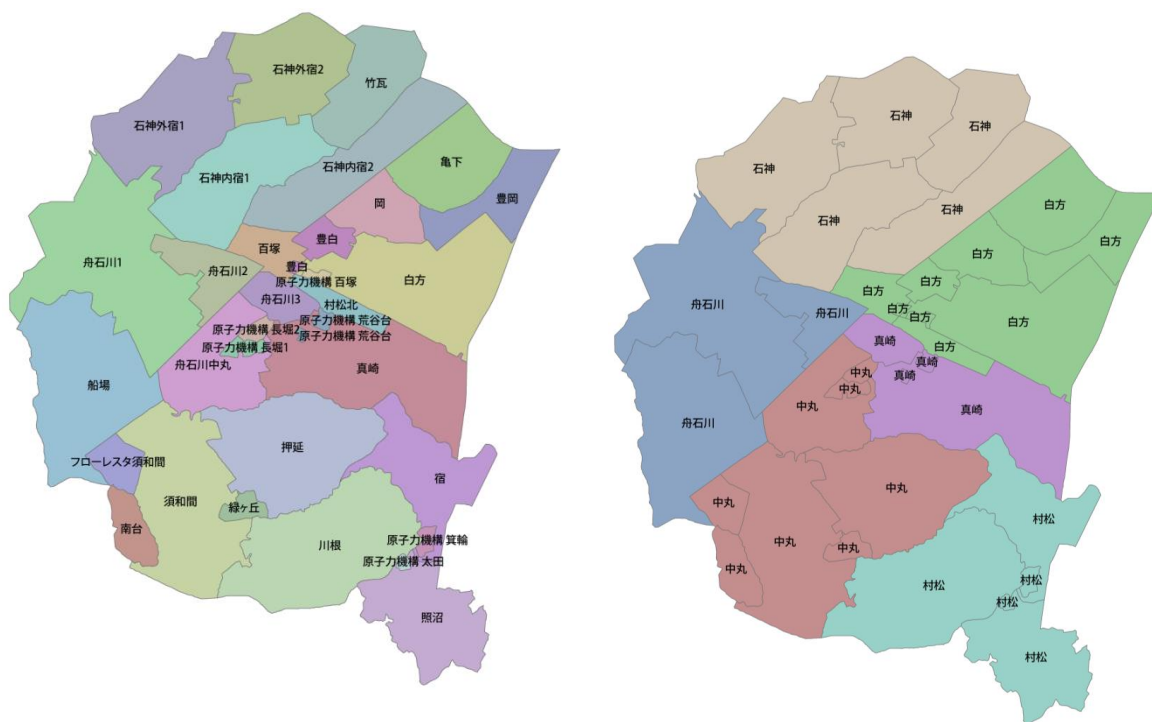 石神外宿2
竹瓦
石神外宿1
石神内宿2
石神内宿1
亀下
豊岡
岡
豊白
百塚
舟石川1
舟石川2
豊白
原子力機構 百塚
白方
舟石川3
村松北
原子力機構 荒谷台
原子力機構 長堀2
原子力機構 荒谷台
原子力機構 長堀1
舟石川中丸
真崎
船場
押延
フローレスタ須和間
宿
須和間
緑ヶ丘
南台
川根
原子力機構 箕輪
原子力機構 太田
照沼
石神
石神
石神
石神
石神
白方
白方
白方
白方
白方
白方
白方
白方
白方
舟石川
舟石川
舟石川
真崎
真崎
真崎
真崎
中丸
中丸
中丸
中丸
中丸
中丸
中丸
中丸
村松
村松
村松
村松
村松